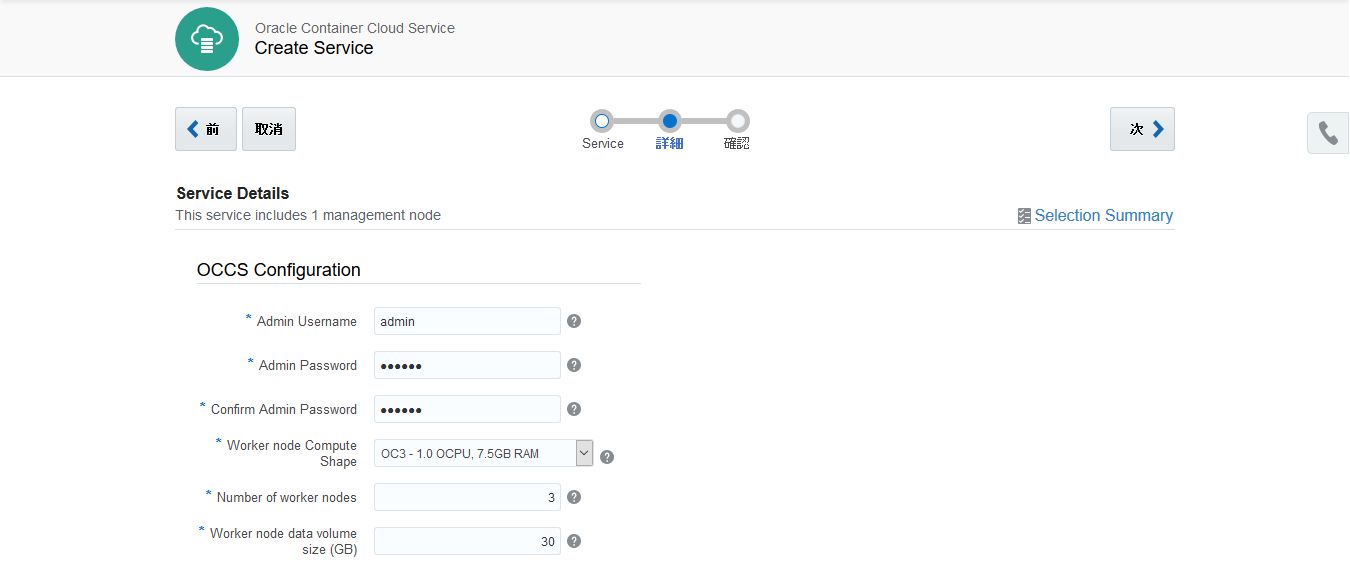 Oracle Container Cloud Service
Create Service
前
取消
Service
詳細
確認
次
Service Details
This service includes 1 management node
Selection Summary
OCCS Configuration
* Admin Username
admin
?
* Admin Password
••••••
?
* Confirm Admin Password
••••••
?
* Worker node Compute
Shape
OC3 - 1.0 OCPU, 7.5GB RAM
?
* Number of worker nodes
3
?
* Worker node data volume
size (GB)
30
?